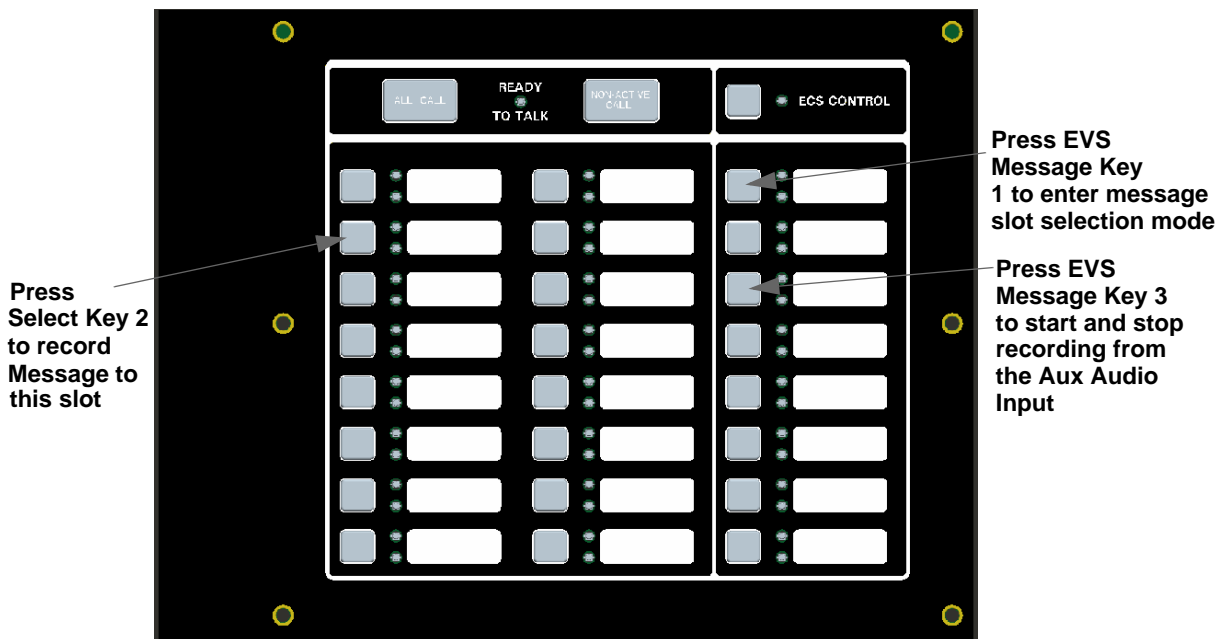 ALL CALL
READY
TO TALK
NON-ACTIVE
CALL
ECS CONTROL
Press EVS
Message Key
1 to enter message
slot selection mode
Press EVS
Message Key 3
to start and stop
recording from
the Aux Audio
Input
Press
Select Key 2
to record
Message to
this slot